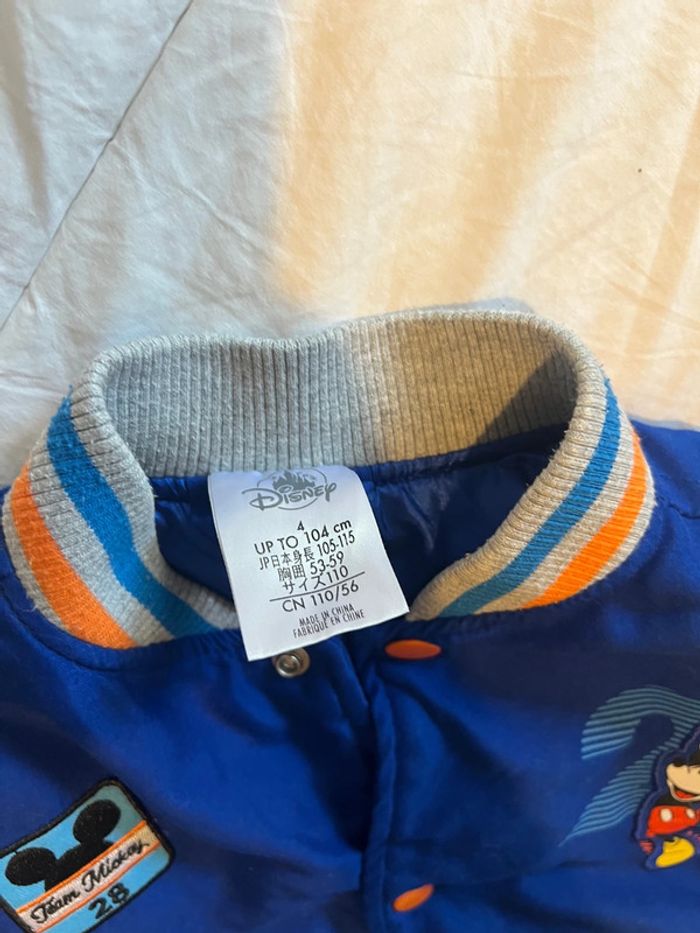 Disney
4
UP TO 104 cm
JP日本身長 105-115
胸囲 53-59
サイズ110
CN 110/56
MADE IN CHINA
FABRIQUÉ EN CHINE
Team Mickey
28
2